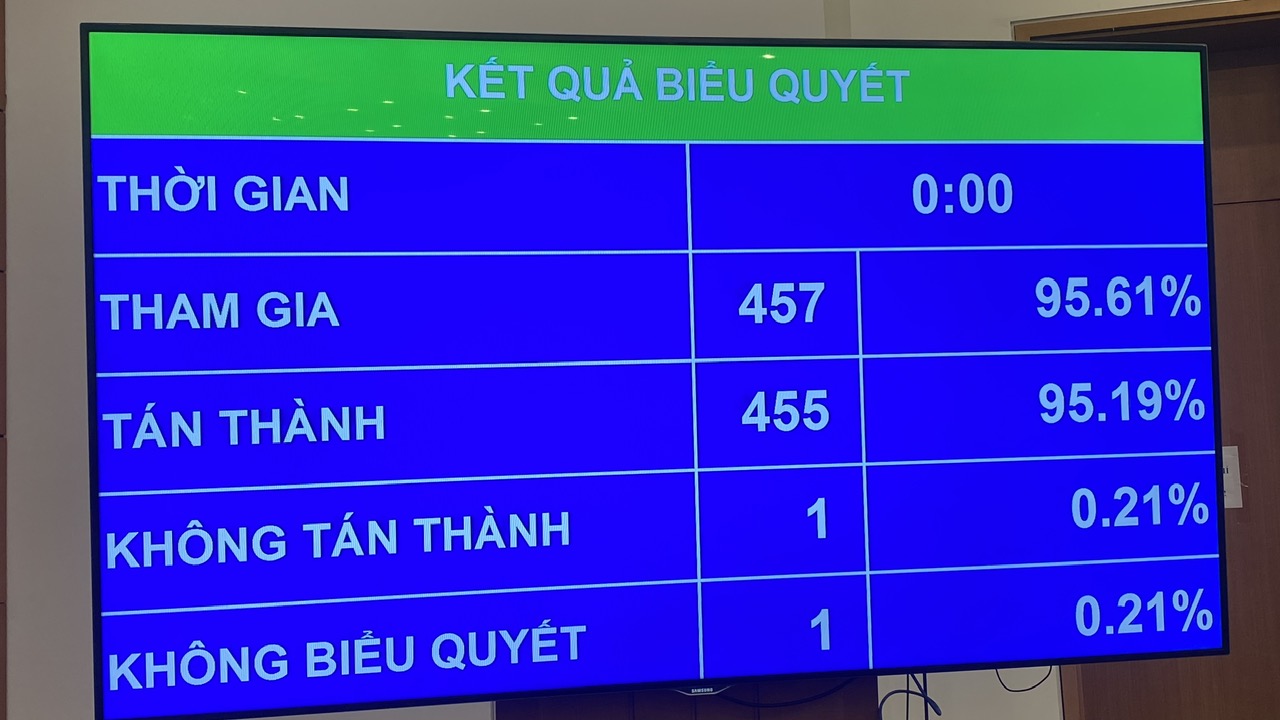 KẾT QUẢ BIỂU QUYẾT
THỜI GIAN 0:00
THAM GIA 457 95.61%
TÁN THÀNH 455 95.19%
KHÔNG TÁN THÀNH 1 0.21%
KHÔNG BIỂU QUYẾT 1 0.21%
SAMSUNG